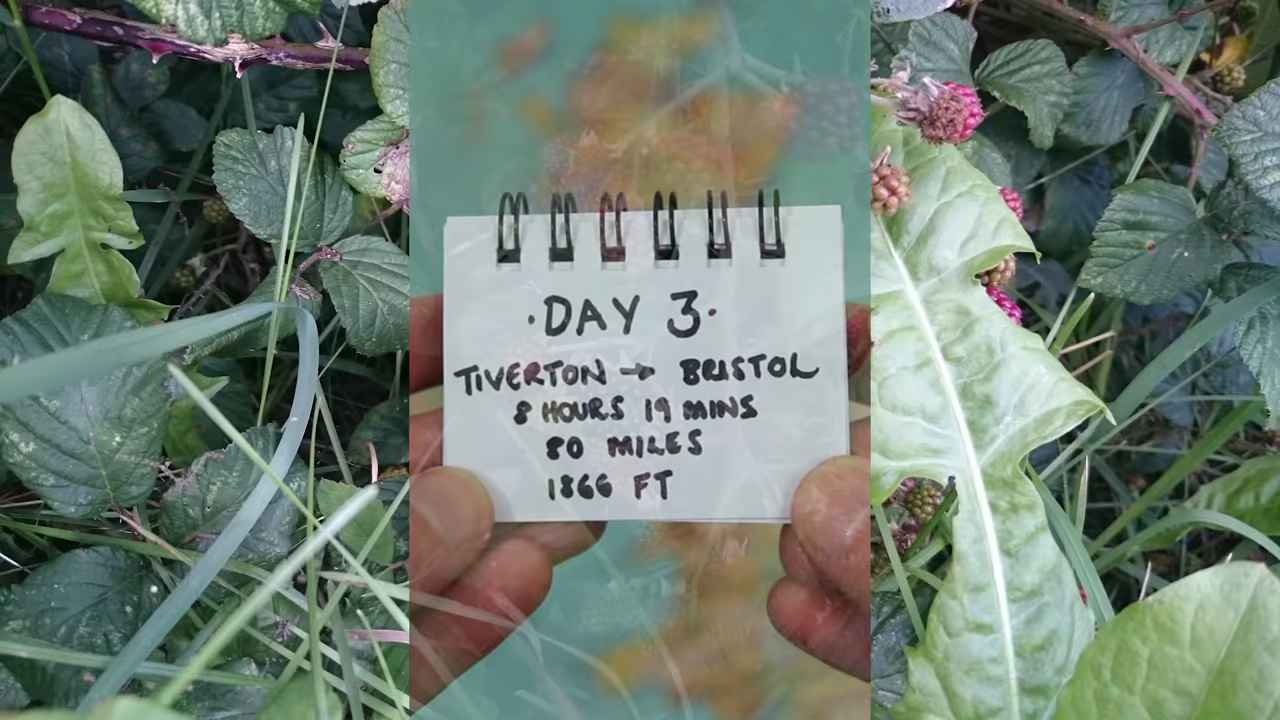 ·DAY 3·
TIVERTON → BRISTOL
8 HOURS 19 MINS
80 MILES
1866 FT